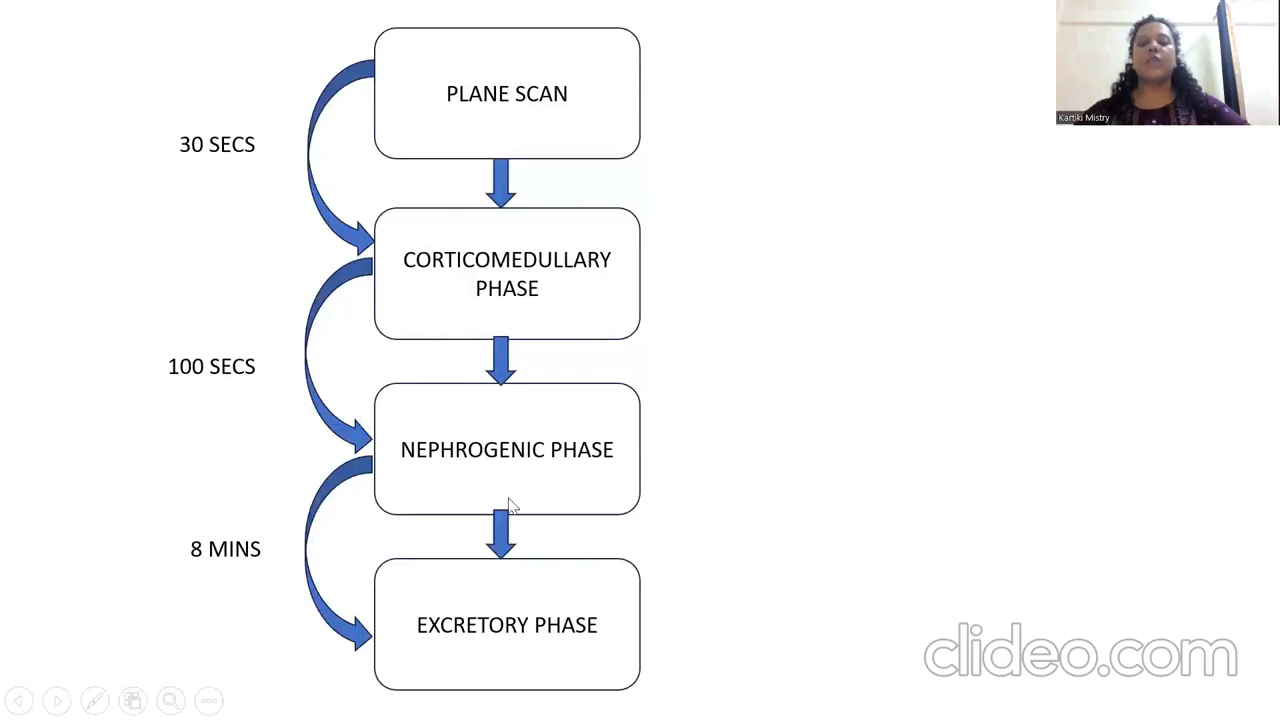 PLANE SCAN
Kartiki Mistry
30 SECS
CORTICOMEDULLARY
PHASE
100 SECS
NEPHROGENIC PHASE
8 MINS
EXCRETORY PHASE
clideo.com